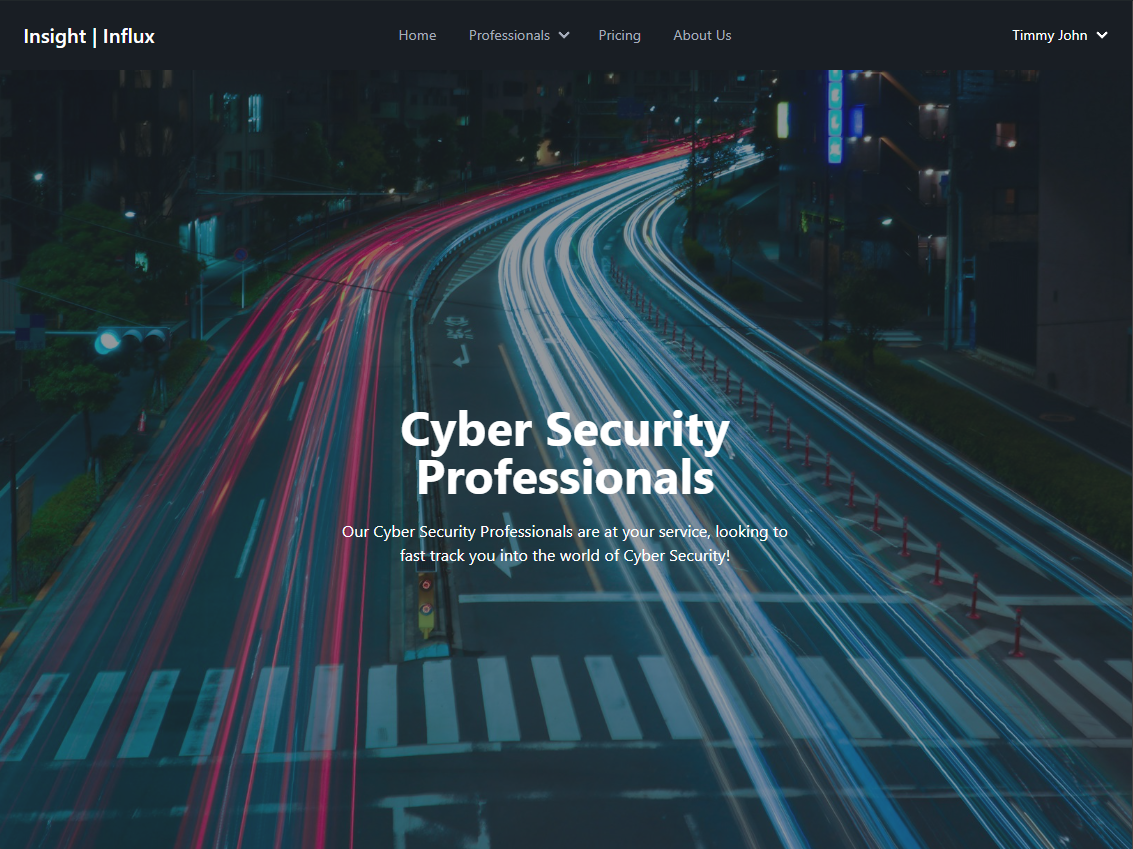 Insight | Influx
Home
Professionals
Pricing
About Us
Timmy John
Cyber Security
Professionals
Our Cyber Security Professionals are at your service, looking to
fast track you into the world of Cyber Security!